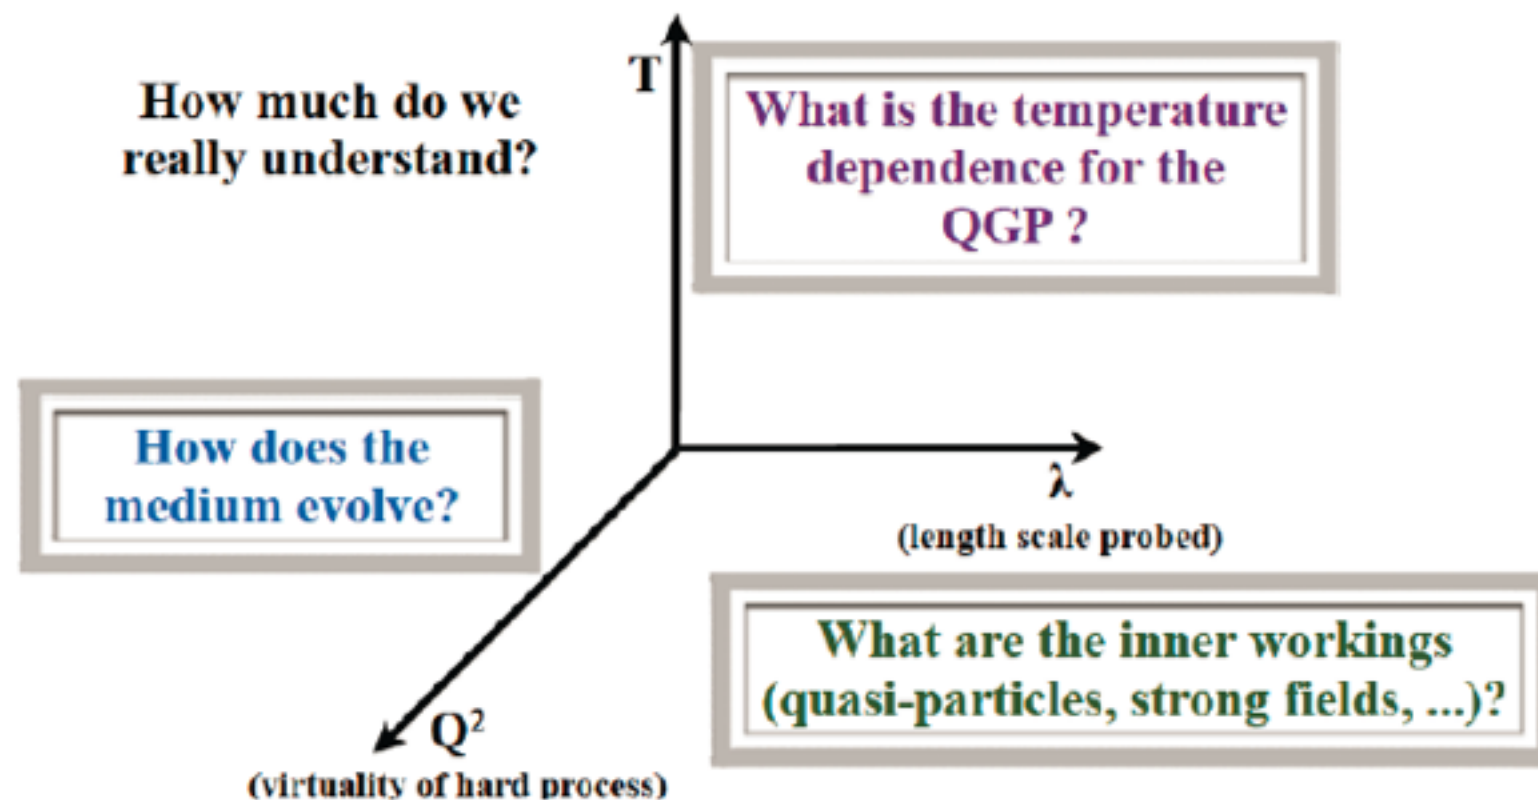 How much do we
really understand?
T
What is the temperature
dependence for the
QGP ?
How does the
medium evolve?
λ
(length scale probed)
What are the inner workings
(quasi-particles, strong fields, ...)?
Q²
(virtuality of hard process)